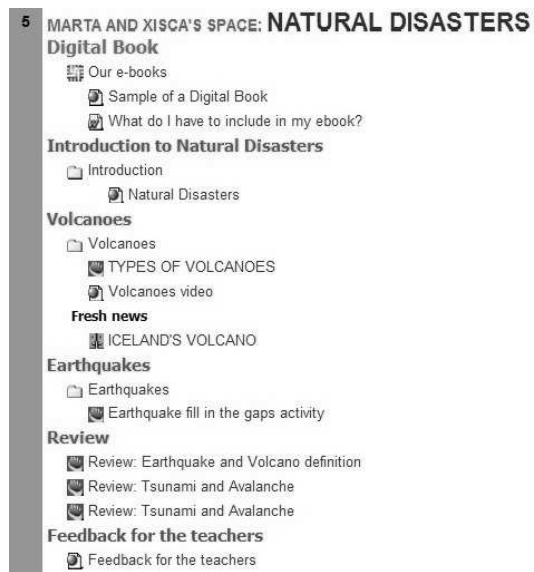 5 MARTA AND XISCA'S SPACE: NATURAL DISASTERS
Digital Book
Our e-books
Sample of a Digital Book
What do I have to include in my ebook?
Introduction to Natural Disasters
Introduction
Natural Disasters
Volcanoes
Volcanoes
TYPES OF VOLCANOES
Volcanoes video
Fresh news
ICELAND'S VOLCANO
Earthquakes
Earthquakes
Earthquake fill in the gaps activity
Review
Review: Earthquake and Volcano definition
Review: Tsunami and Avalanche
Review: Tsunami and Avalanche
Feedback for the teachers
Feedback for the teachers